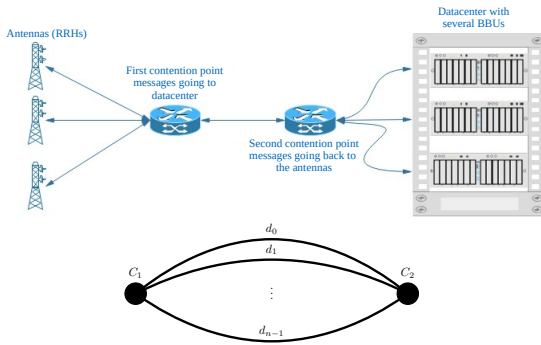 Datacenter with
several BBUs
Antennas (RRHs)
First contention point
messages going to
datacenter
Second contention point
messages going back to
the antennas
d₀
d₁
C₁
C₂
⋮
dₙ₋₁